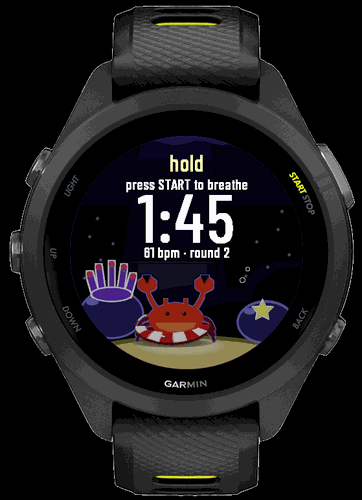 hold
press START to breathe
1:45
61 bpm · round 2
LIGHT
START STOP
UP
DOWN
BACK
GARMIN